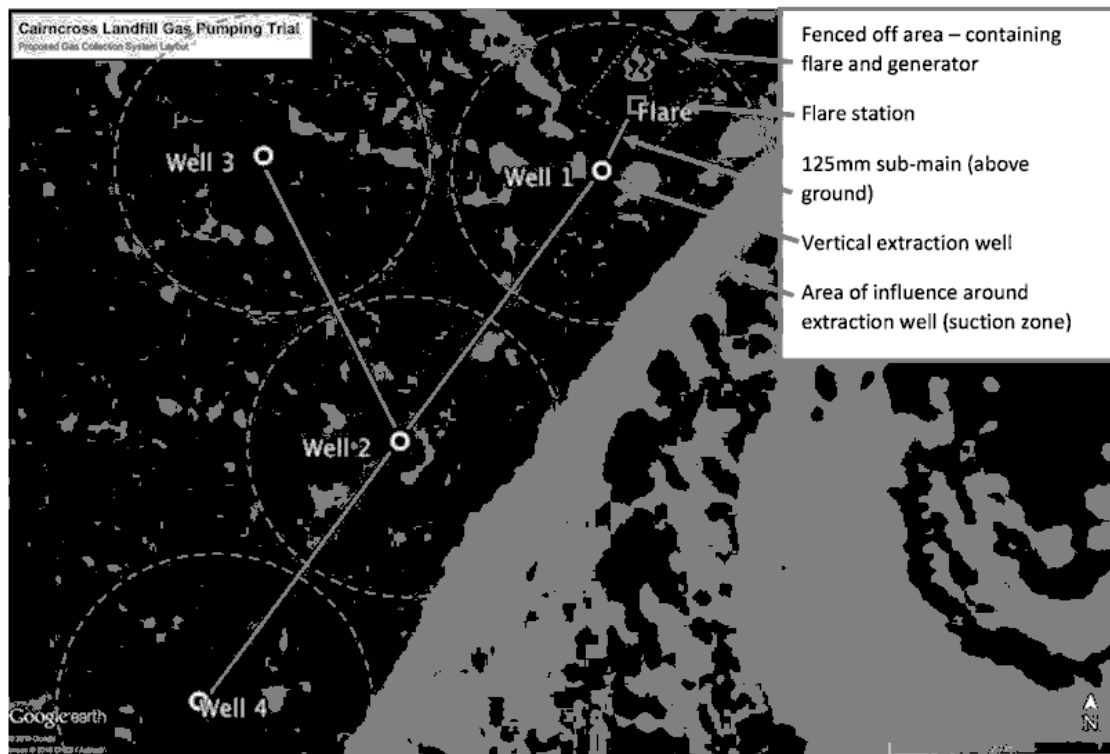 Cairncross Landfill Gas Pumping Trial
Proposed Gas Collection System Layout
Fenced off area – containing
flare and generator
Flare station
125mm sub-main (above
ground)
Vertical extraction well
Area of influence around
extraction well (suction zone)
Flare
Well 3
Well 1
Well 2
Well 4
Google earth
N